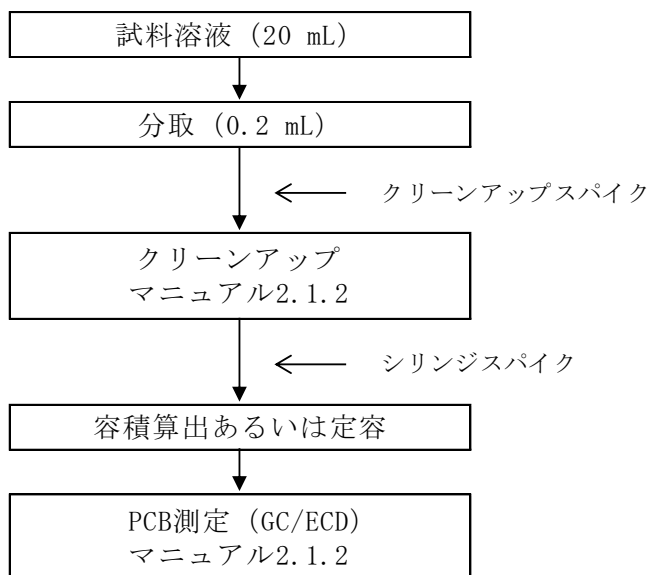 試料溶液 (20 mL)
分取 (0.2 mL)
クリーンアップスパイク
クリーンアップ
マニュアル2.1.2
シリンジスパイク
容積算出あるいは定容
PCB測定 (GC/ECD)
マニュアル2.1.2